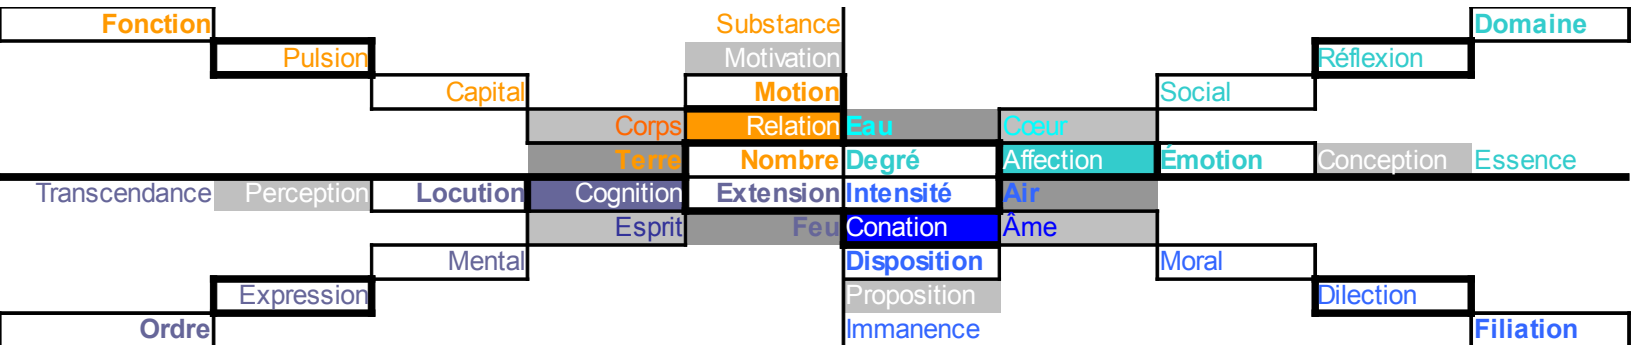 Fonction Substance Domaine
Pulsion Motivation Réflexion
Capital Motion Social
Corps Relation Eau Cœur
Terre Nombre Degré Affection Émotion Conception Essence
Transcendance Perception Locution Cognition Extension Intensité Air
Esprit Feu Conation Âme
Mental Disposition Moral
Expression Proposition Dilection
Ordre Immanence Filiation